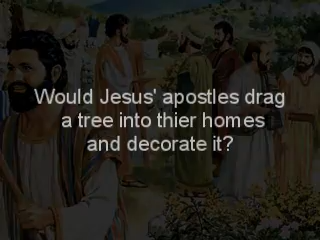 Would Jesus' apostles drag
a tree into thier homes
and decorate it?